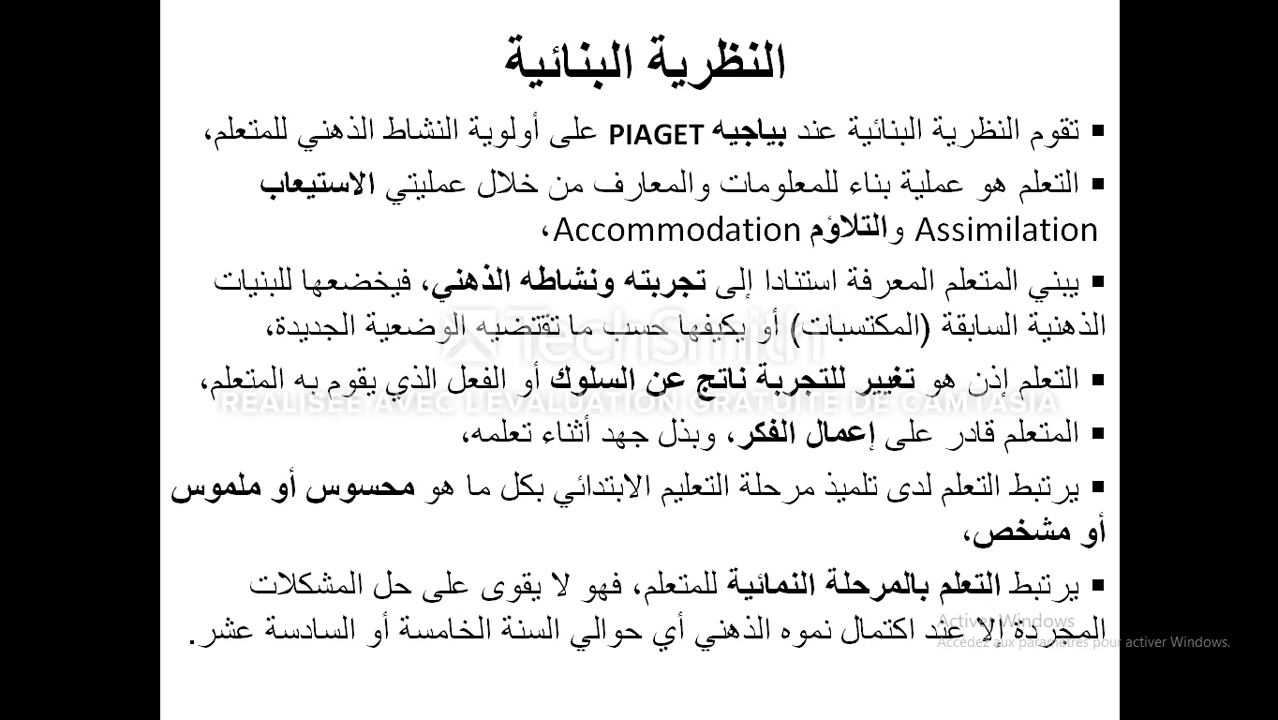 النظرية البنائية
▪ تقوم النظرية البنائية عند بياجيه PIAGET على أولوية النشاط الذهني للمتعلم،
▪ التعلم هو عملية بناء للمعلومات والمعارف من خلال عمليتي الاستيعاب
Assimilation والتلاؤم Accommodation،
▪ يبني المتعلم المعرفة استنادا إلى تجربته ونشاطه الذهني، فيخضعها للبنيات
الذهنية السابقة (المكتسبات) أو يكيفها حسب ما تقتضيه الوضعية الجديدة،
TechSmith
▪ التعلم إذن هو تغيير للتجربة ناتج عن السلوك أو الفعل الذي يقوم به المتعلم،
RÉALISÉE AVEC L'ÉVALUATION GRATUITE DE CAMTASIA
▪ المتعلم قادر على إعمال الفكر، وبذل جهد أثناء تعلمه،
▪ يرتبط التعلم لدى تلميذ مرحلة التعليم الابتدائي بكل ما هو محسوس أو ملموس
أو مشخص،
▪ يرتبط التعلم بالمرحلة النمائية للمتعلم، فهو لا يقوى على حل المشكلات
المجردة إلا عند اكتمال نموه الذهني أي حوالي السنة الخامسة أو السادسة عشر.
Activer Windows
Accédez aux paramètres pour activer Windows.